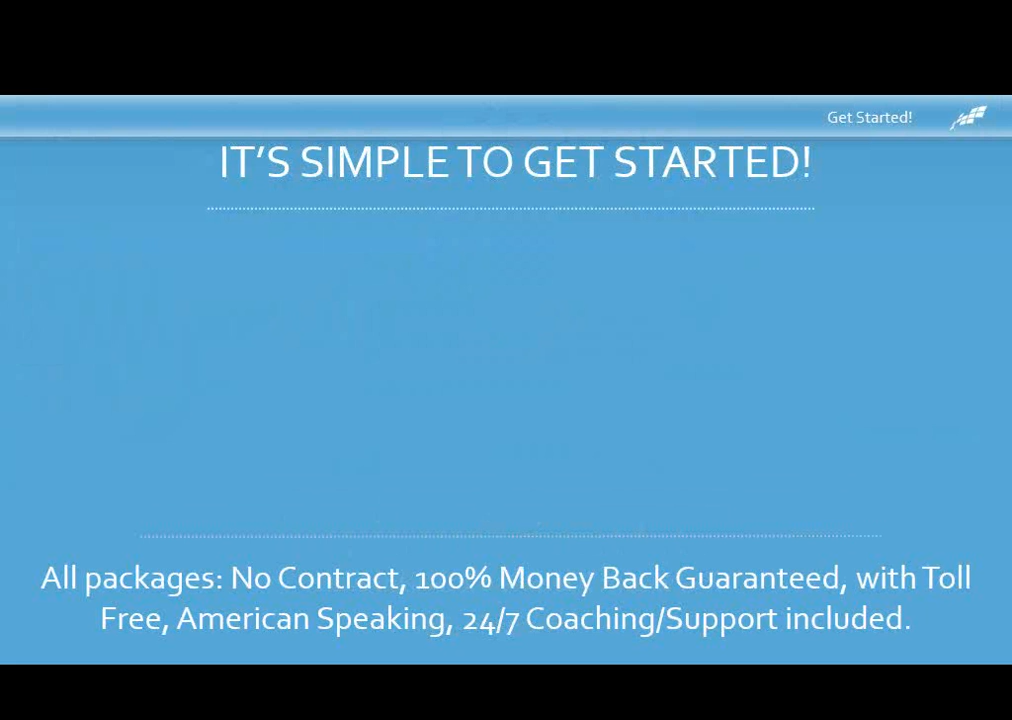 Get Started!
IT’S SIMPLE TO GET STARTED!
All packages: No Contract, 100% Money Back Guaranteed, with Toll
Free, American Speaking, 24/7 Coaching/Support included.